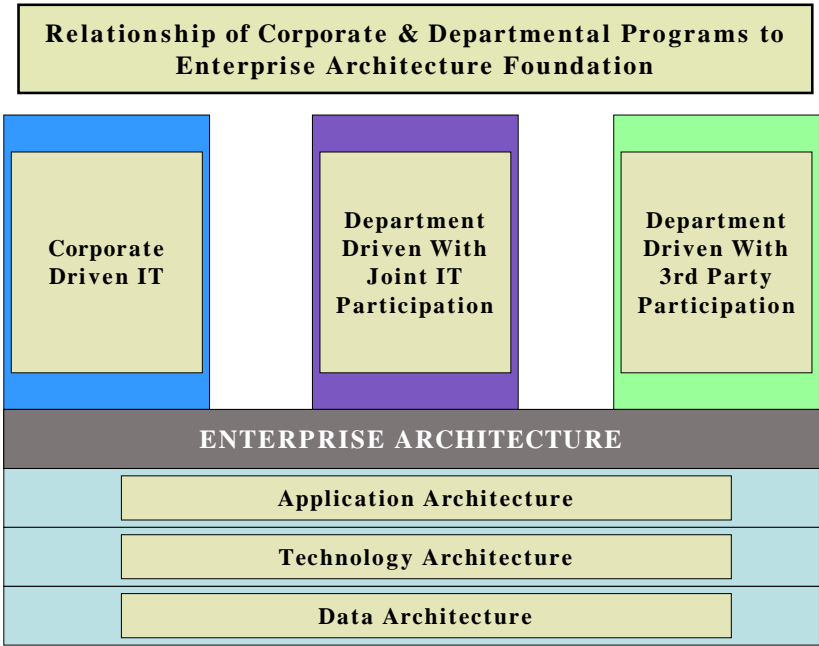 Relationship of Corporate & Departmental Programs to
Enterprise Architecture Foundation
Corporate
Driven IT
Department
Driven With
Joint IT
Participation
Department
Driven With
3rd Party
Participation
ENTERPRISE ARCHITECTURE
Application Architecture
Technology Architecture
Data Architecture